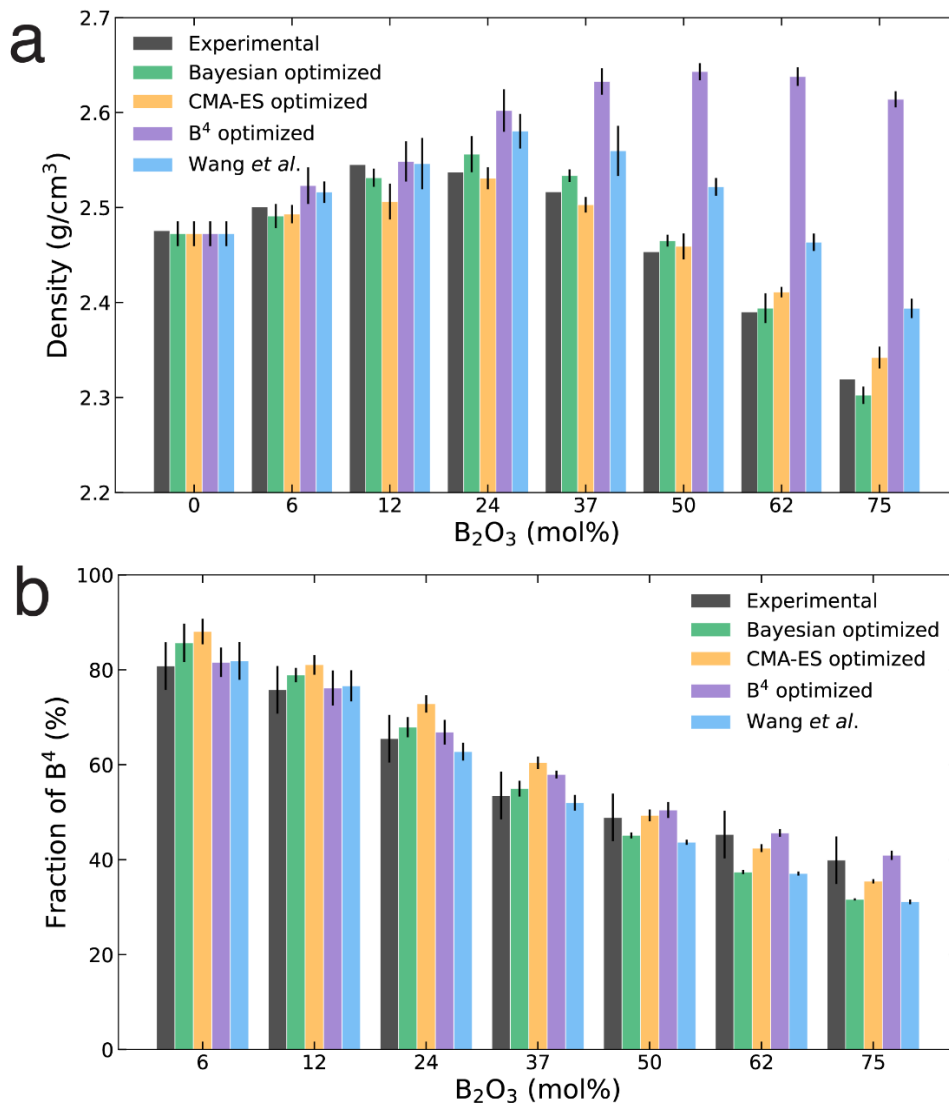 a
2.7
2.6
2.5
2.4
2.3
2.2
Density (g/cm³)
Experimental
Bayesian optimized
CMA-ES optimized
B⁴ optimized
Wang et al.
0 6 12 24 37 50 62 75
B₂O₃ (mol%)
b
100
80
60
40
20
0
Fraction of B⁴ (%)
Experimental
Bayesian optimized
CMA-ES optimized
B⁴ optimized
Wang et al.
6 12 24 37 50 62 75
B₂O₃ (mol%)